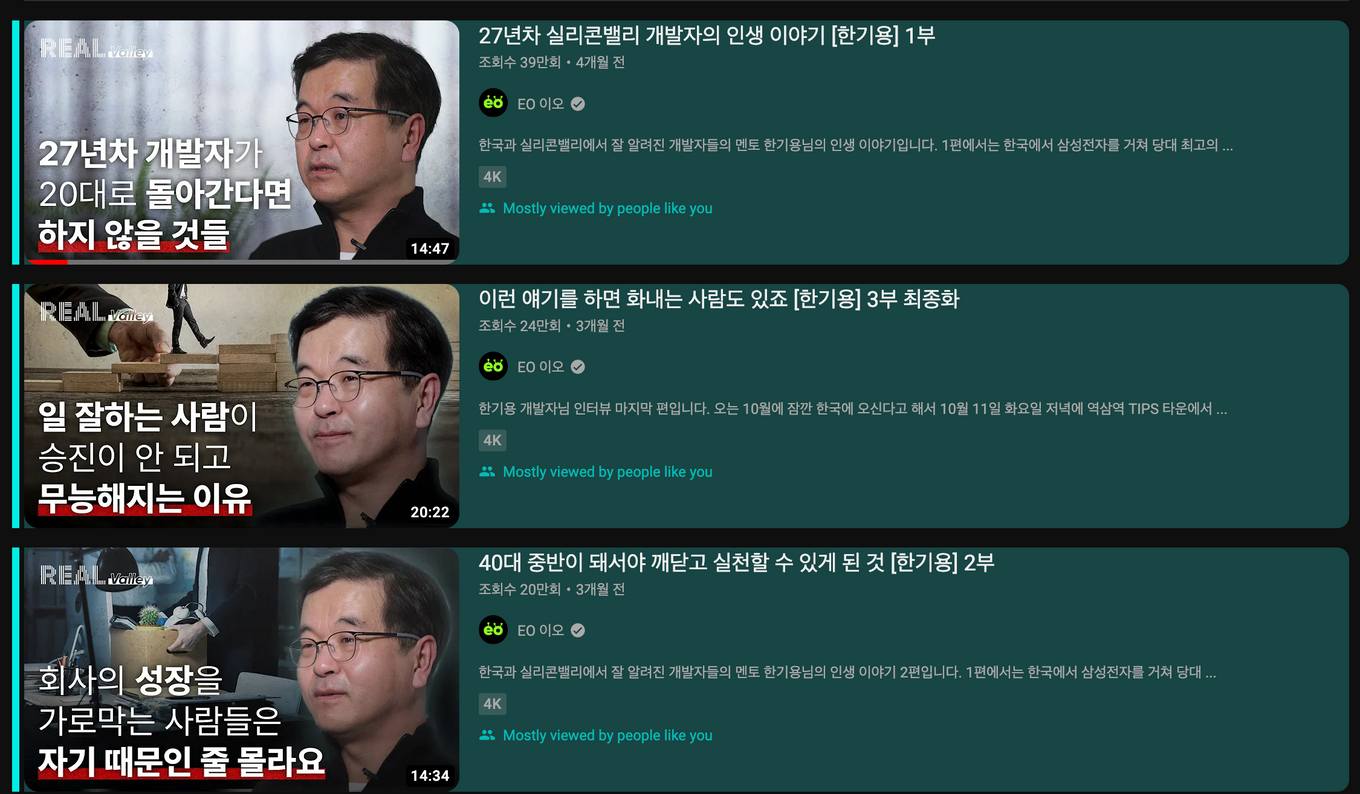 REAL Valley
27년차 개발자가
20대로 돌아간다면
하지 않을 것들
14:47
27년차 실리콘밸리 개발자의 인생 이야기 [한기용] 1부
조회수 39만회 • 4개월 전
EO 이오
한국과 실리콘밸리에서 잘 알려진 개발자들의 멘토 한기용님의 인생 이야기입니다. 1편에서는 한국에서 삼성전자를 거쳐 당대 최고의 ...
4K
Mostly viewed by people like you
REAL Valley
일 잘하는 사람이
승진이 안 되고
무능해지는 이유
20:22
이런 얘기를 하면 화내는 사람도 있죠 [한기용] 3부 최종화
조회수 24만회 • 3개월 전
EO 이오
한기용 개발자님 인터뷰 마지막 편입니다. 오는 10월에 잠깐 한국에 오신다고 해서 10월 11일 화요일 저녁에 역삼역 TIPS 타운에서 ...
4K
Mostly viewed by people like you
REAL Valley
회사의 성장을
가로막는 사람들은
자기 때문인 줄 몰라요
14:34
40대 중반이 돼서야 깨닫고 실천할 수 있게 된 것 [한기용] 2부
조회수 20만회 • 3개월 전
EO 이오
한국과 실리콘밸리에서 잘 알려진 개발자들의 멘토 한기용님의 인생 이야기 2편입니다. 1편에서는 한국에서 삼성전자를 거쳐 당대 ...
4K
Mostly viewed by people like you